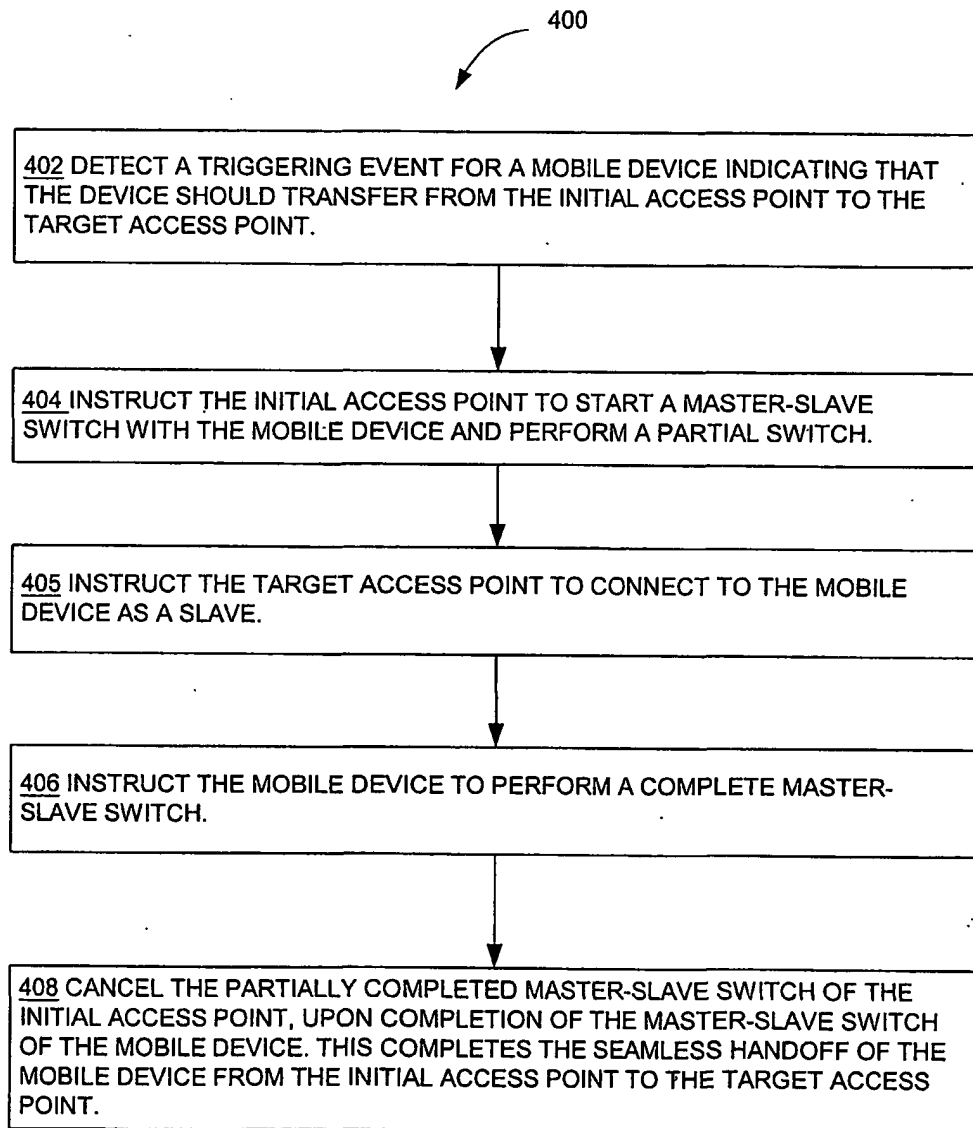 400
402 DETECT A TRIGGERING EVENT FOR A MOBILE DEVICE INDICATING THAT
THE DEVICE SHOULD TRANSFER FROM THE INITIAL ACCESS POINT TO THE
TARGET ACCESS POINT.
404 INSTRUCT THE INITIAL ACCESS POINT TO START A MASTER-SLAVE
SWITCH WITH THE MOBILE DEVICE AND PERFORM A PARTIAL SWITCH.
405 INSTRUCT THE TARGET ACCESS POINT TO CONNECT TO THE MOBILE
DEVICE AS A SLAVE.
406 INSTRUCT THE MOBILE DEVICE TO PERFORM A COMPLETE MASTER-
SLAVE SWITCH.
408 CANCEL THE PARTIALLY COMPLETED MASTER-SLAVE SWITCH OF THE
INITIAL ACCESS POINT, UPON COMPLETION OF THE MASTER-SLAVE SWITCH
OF THE MOBILE DEVICE. THIS COMPLETES THE SEAMLESS HANDOFF OF THE
MOBILE DEVICE FROM THE INITIAL ACCESS POINT TO THE TARGET ACCESS
POINT.